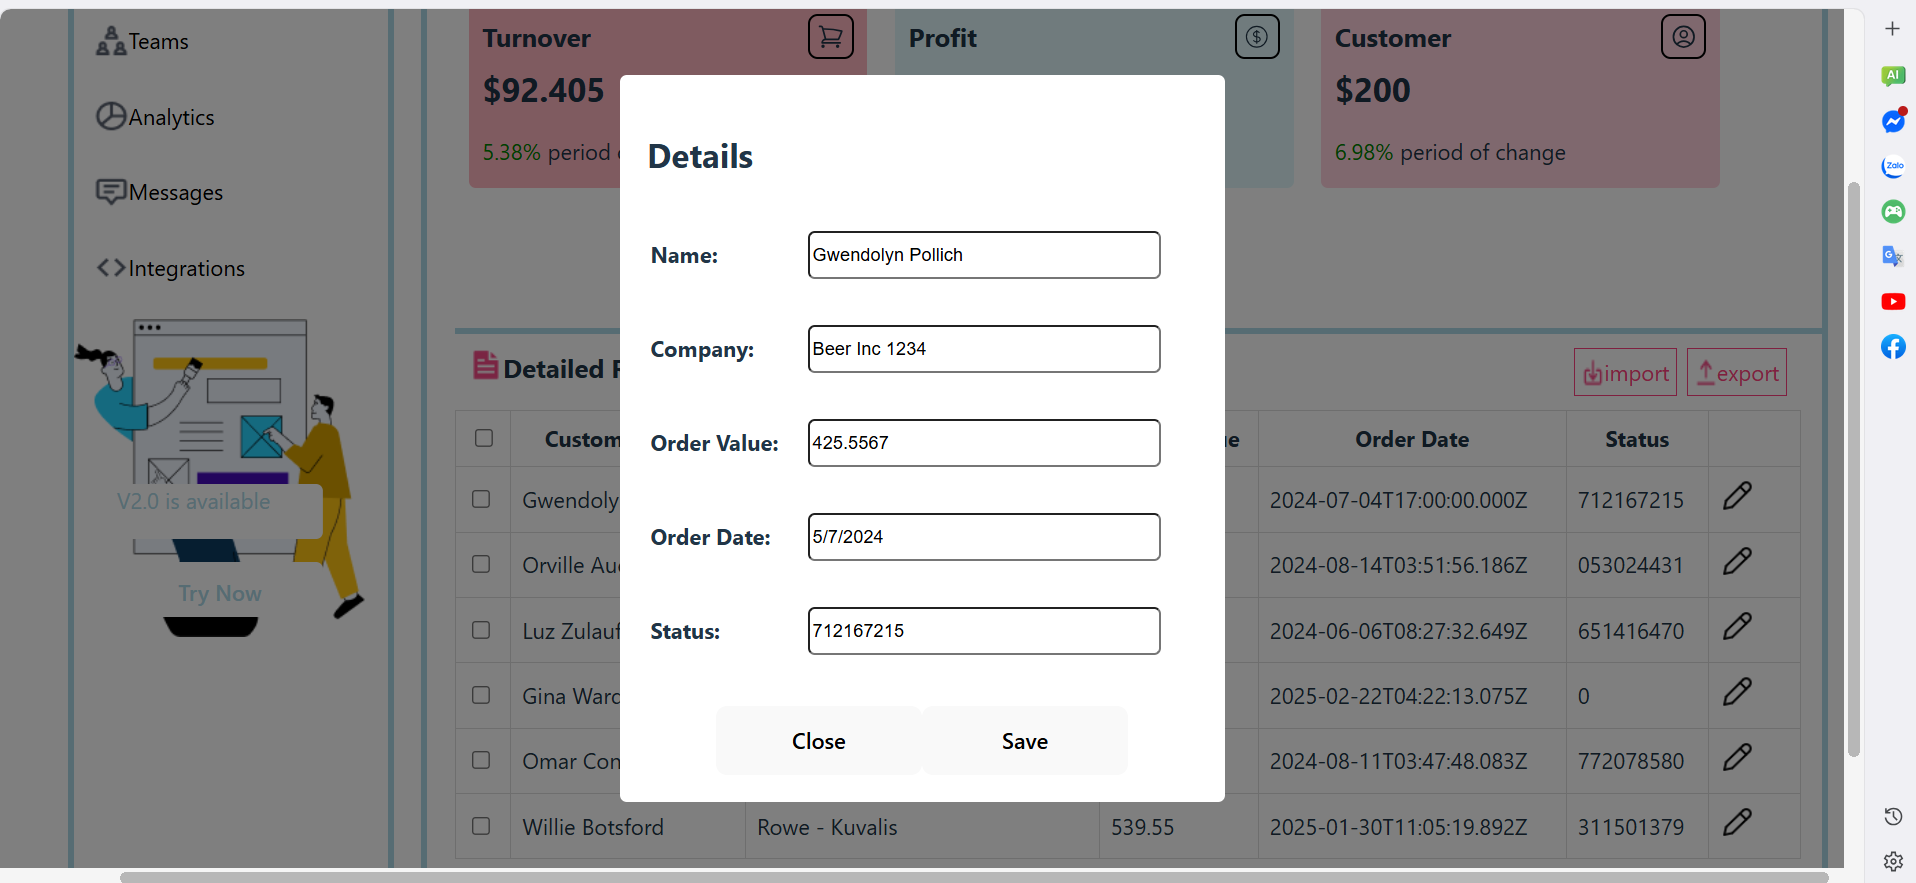 Teams
Analytics
Messages
Integrations
V2.0 is available
Try Now
Turnover
$92.405
5.38% period
Profit
Customer
$200
6.98% period of change
Detailed
import
export
Order Date
Status
Gwendoly
2024-07-04T17:00:00.000Z
712167215
Orville Au
2024-08-14T03:51:56.186Z
053024431
Luz Zulauf
2024-06-06T08:27:32.649Z
651416470
Gina Ward
2025-02-22T04:22:13.075Z
0
Omar Con
2024-08-11T03:47:48.083Z
772078580
Willie Botsford
Rowe - Kuvalis
539.55
2025-01-30T11:05:19.892Z
311501379
Details
Name:
Gwendolyn Pollich
Company:
Beer Inc 1234
Order Value:
425.5567
Order Date:
5/7/2024
Status:
712167215
Close
Save
AI
Zalo